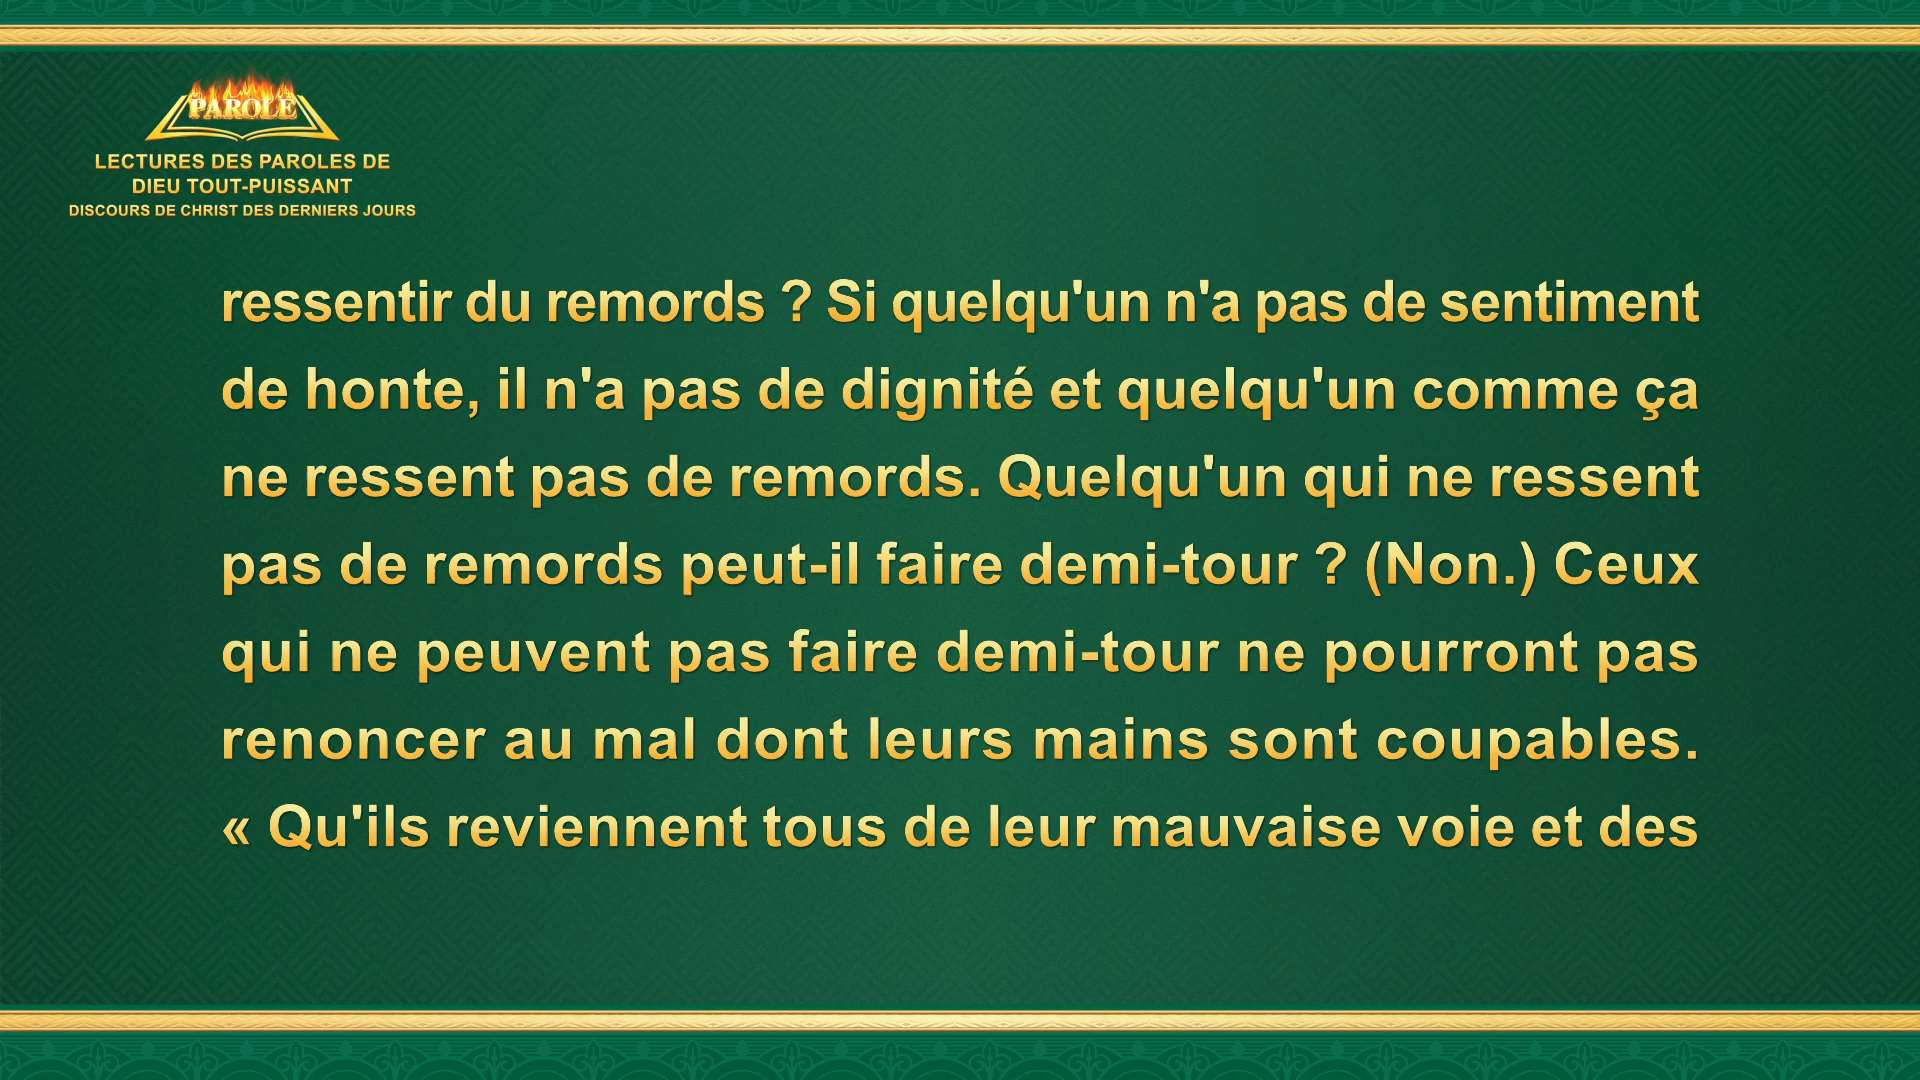 PAROLE
LECTURES DES PAROLES DE
DIEU TOUT-PUISSANT
DISCOURS DE CHRIST DES DERNIERS JOURS
ressentir du remords ? Si quelqu'un n'a pas de sentiment
de honte, il n'a pas de dignité et quelqu'un comme ça
ne ressent pas de remords. Quelqu'un qui ne ressent
pas de remords peut-il faire demi-tour ? (Non.) Ceux
qui ne peuvent pas faire demi-tour ne pourront pas
renoncer au mal dont leurs mains sont coupables.
« Qu'ils reviennent tous de leur mauvaise voie et des